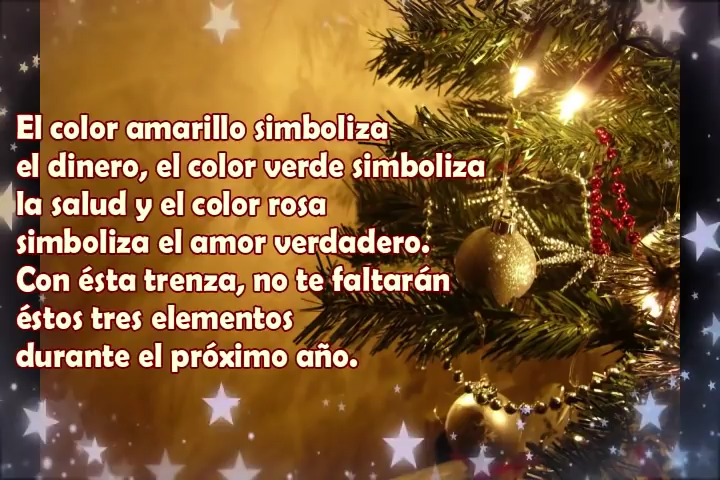 El color amarillo simboliza
el dinero, el color verde simboliza
la salud y el color rosa
simboliza el amor verdadero.
Con ésta trenza, no te faltarán
éstos tres elementos
durante el próximo año.